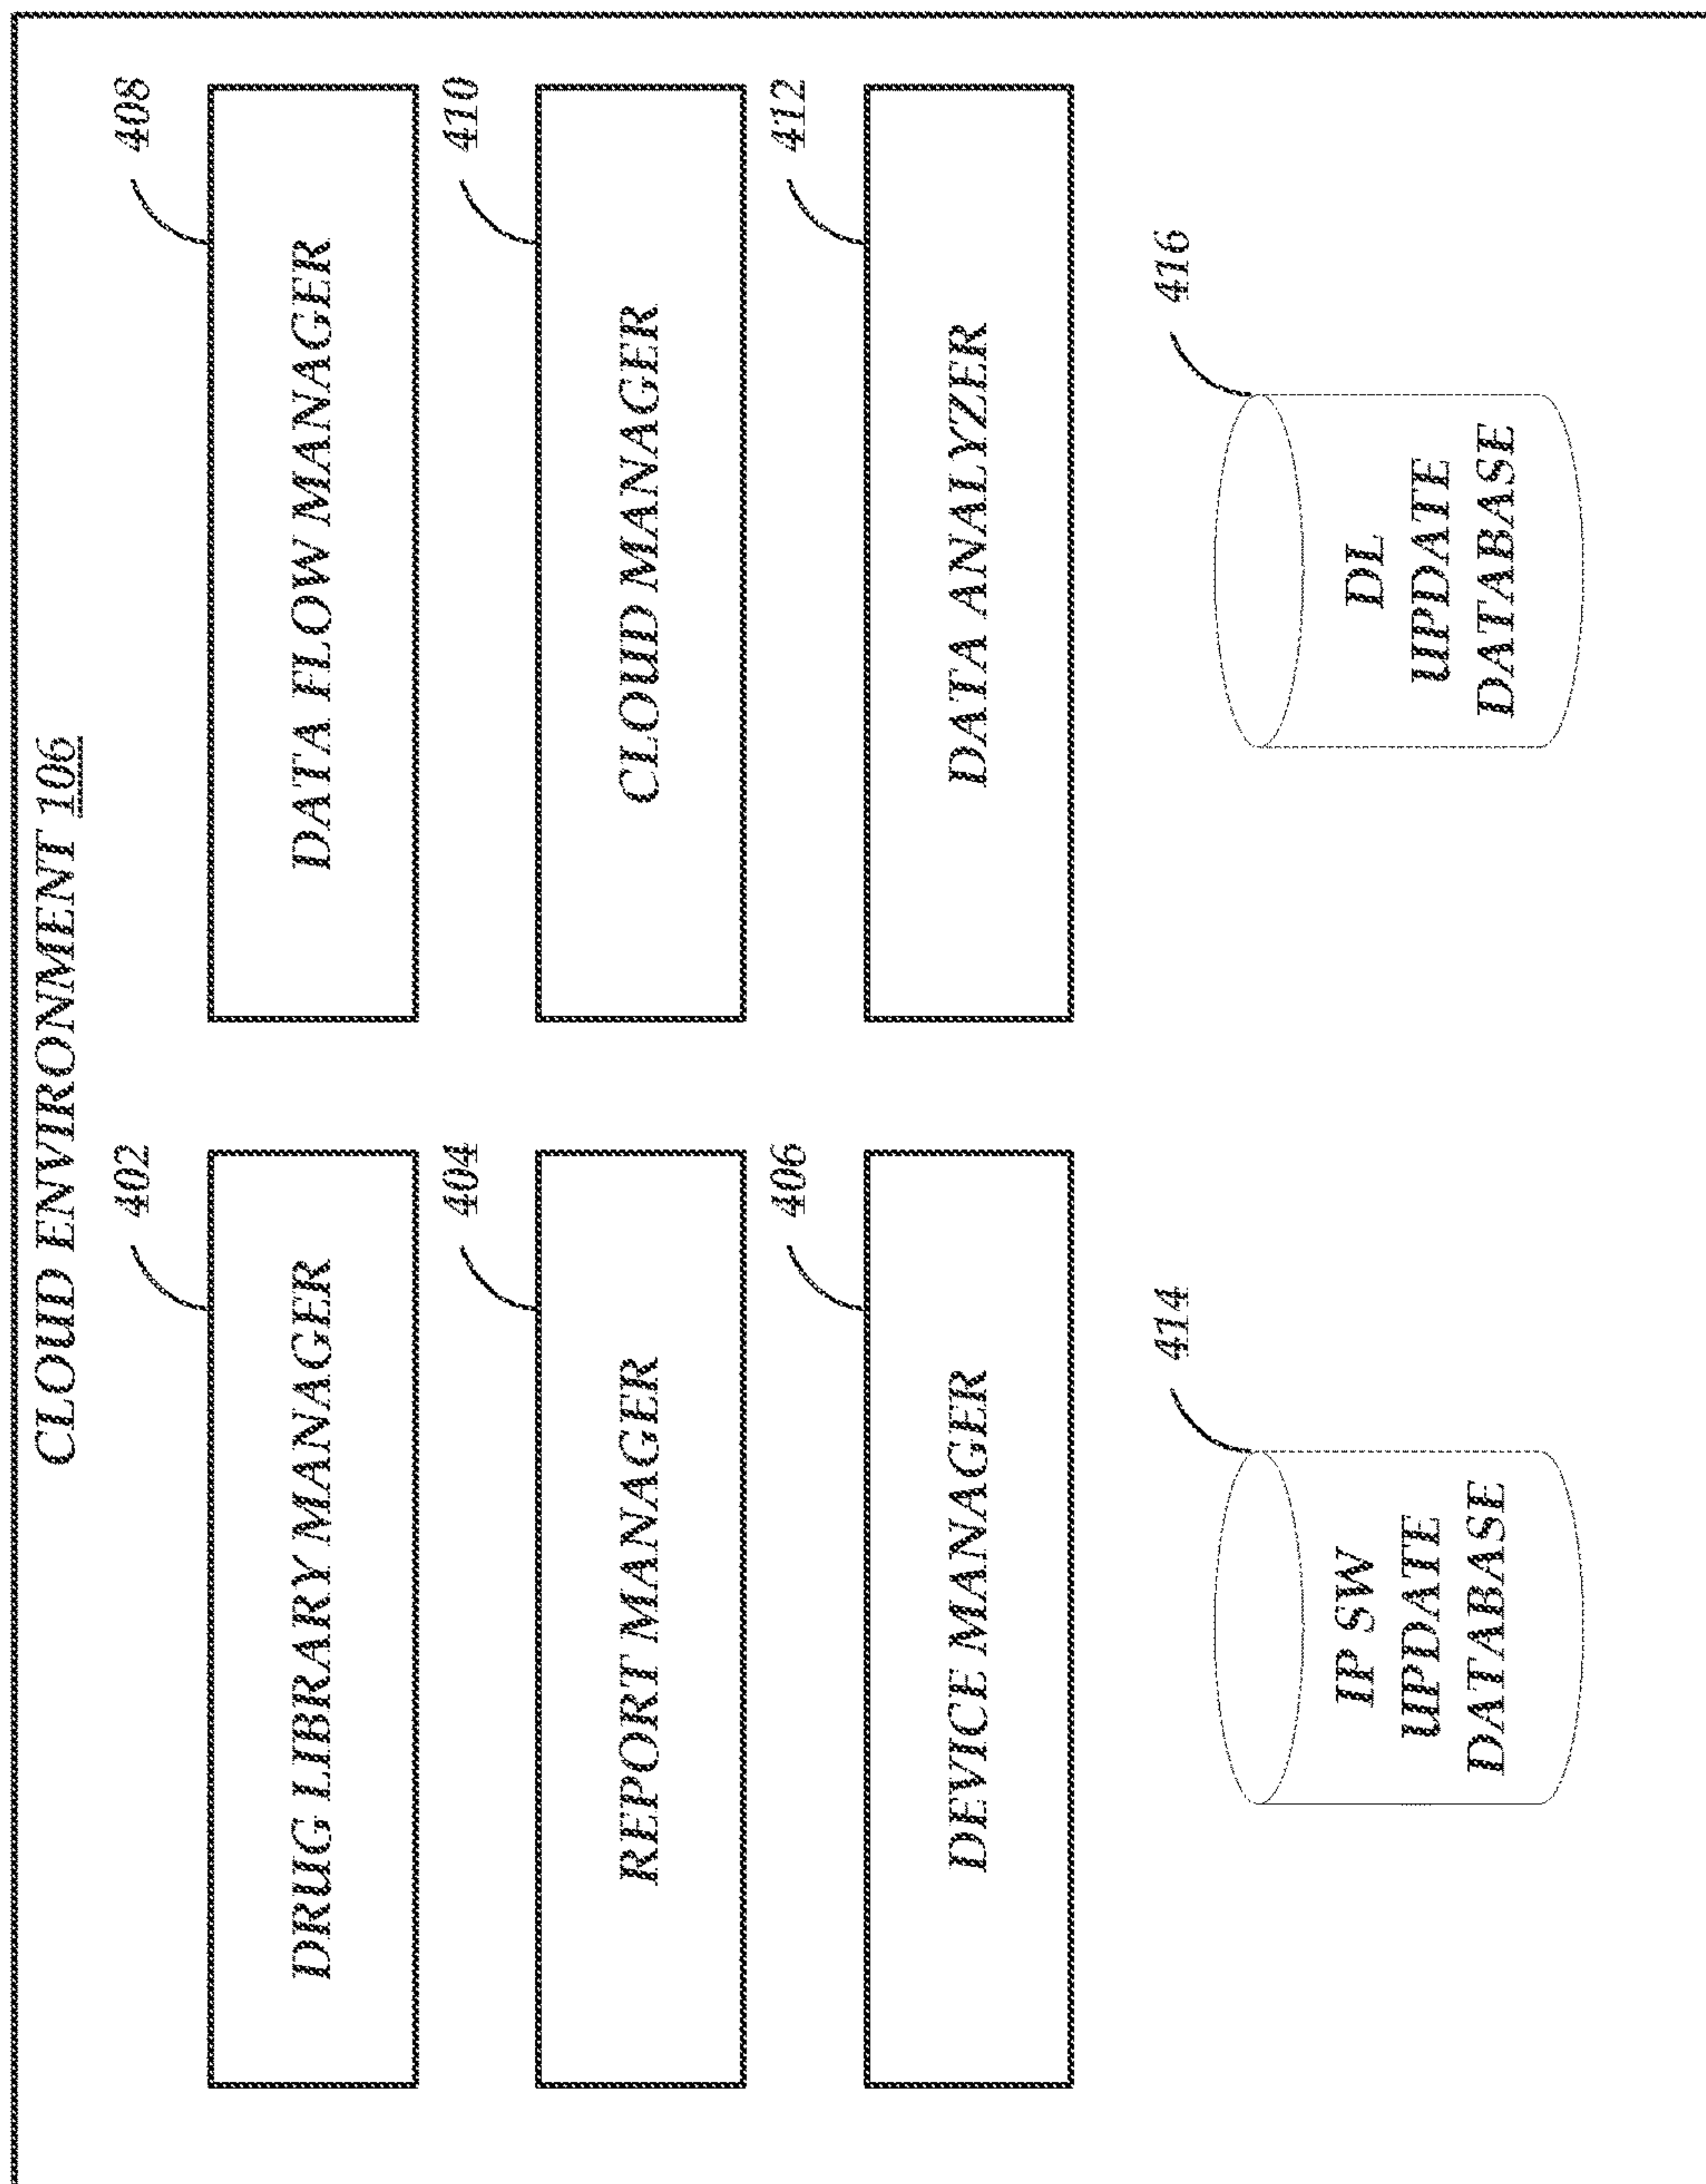 CLOUD ENVIRONMENT 106
402
DRUG LIBRARY MANAGER
408
DATA FLOW MANAGER
404
REPORT MANAGER
410
CLOUD MANAGER
406
DEVICE MANAGER
412
DATA ANALYZER
414
IP SW
UPDATE
DATABASE
416
DL
UPDATE
DATABASE